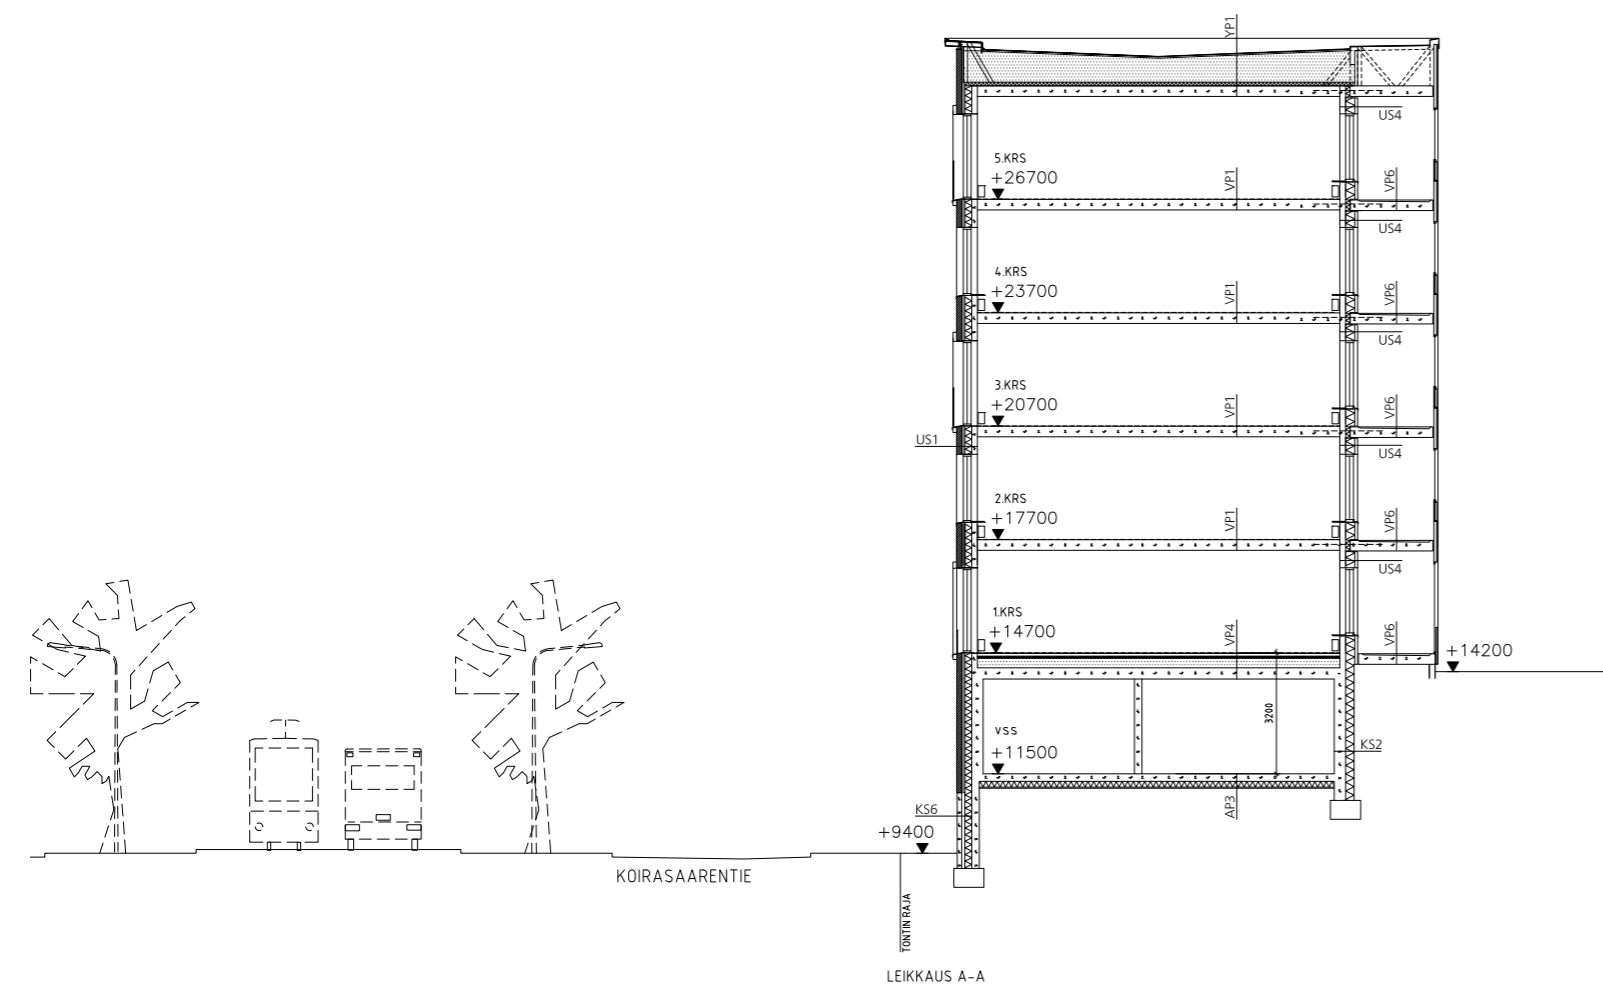 YP1
US4
5.KRS
+26700
VP1
VP6
US4
4.KRS
+23700
VP1
VP6
US4
3.KRS
+20700
VP1
VP6
US1
US4
2.KRS
+17700
VP1
VP6
US4
1.KRS
+14700
VP4
VP6
+14200
3200
VSS
+11500
KS2
AP3
KS6
+9400
KOIRASAARENTIE
TONTIN RAJA
LEIKKAUS A-A